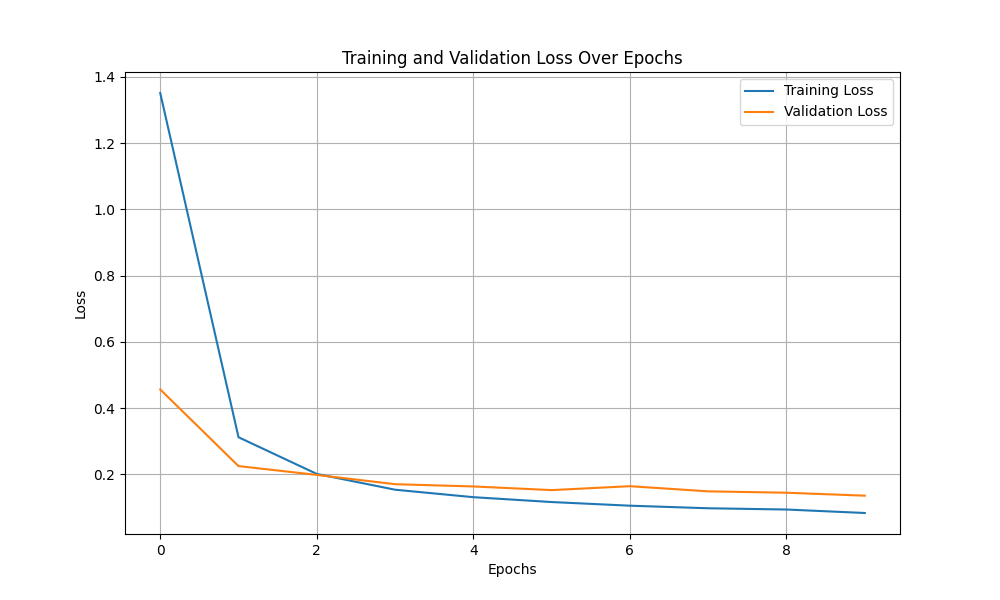 Training and Validation Loss Over Epochs
Training Loss
Validation Loss
1.4
1.2
1.0
0.8
0.6
0.4
0.2
Loss
0 2 4 6 8
Epochs